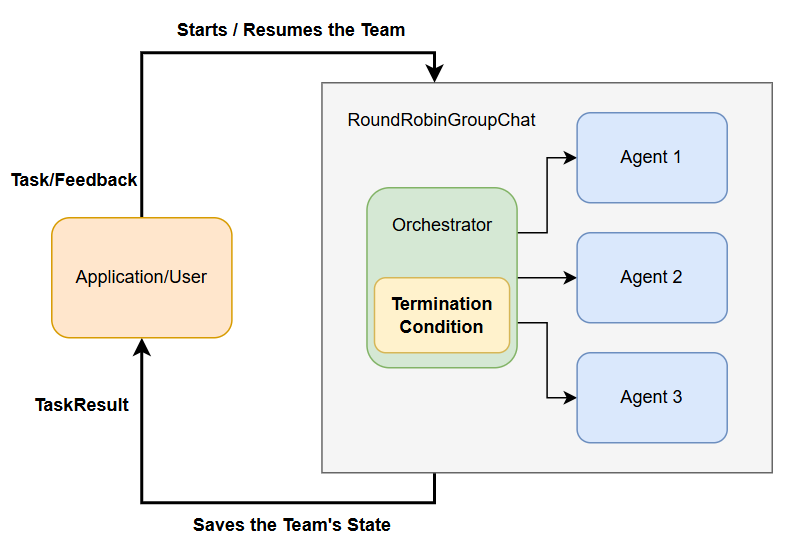 Starts / Resumes the Team
RoundRobinGroupChat
Agent 1
Task/Feedback
Orchestrator
Application/User
Agent 2
Termination
Condition
TaskResult
Agent 3
Saves the Team's State